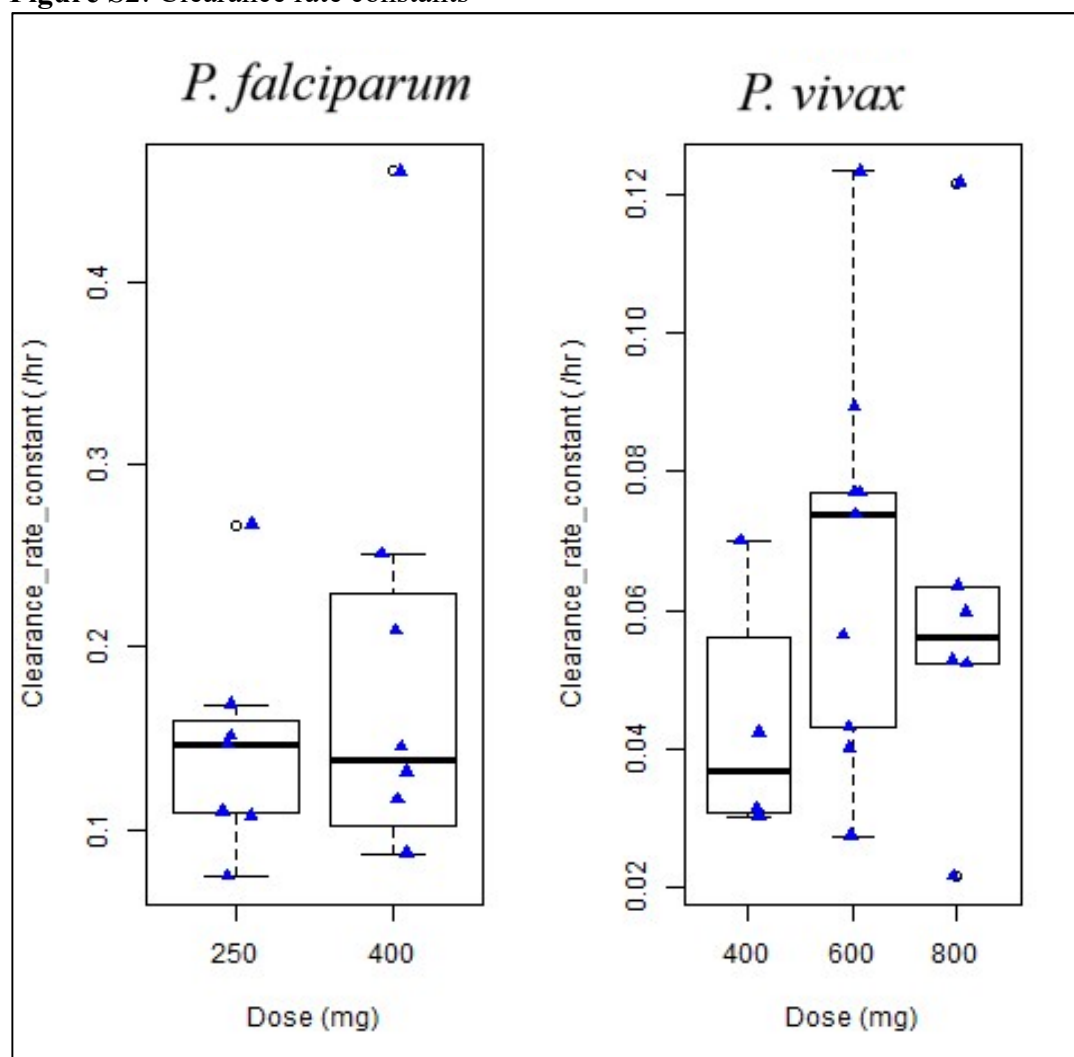 Figure S2: Clearance rate constants
P. falciparum
Clearance_rate_constant ( /hr )
0.4
0.3
0.2
0.1
250 400
Dose (mg)
P. vivax
Clearance_rate_constant ( /hr )
0.12
0.10
0.08
0.06
0.04
0.02
400 600 800
Dose (mg)